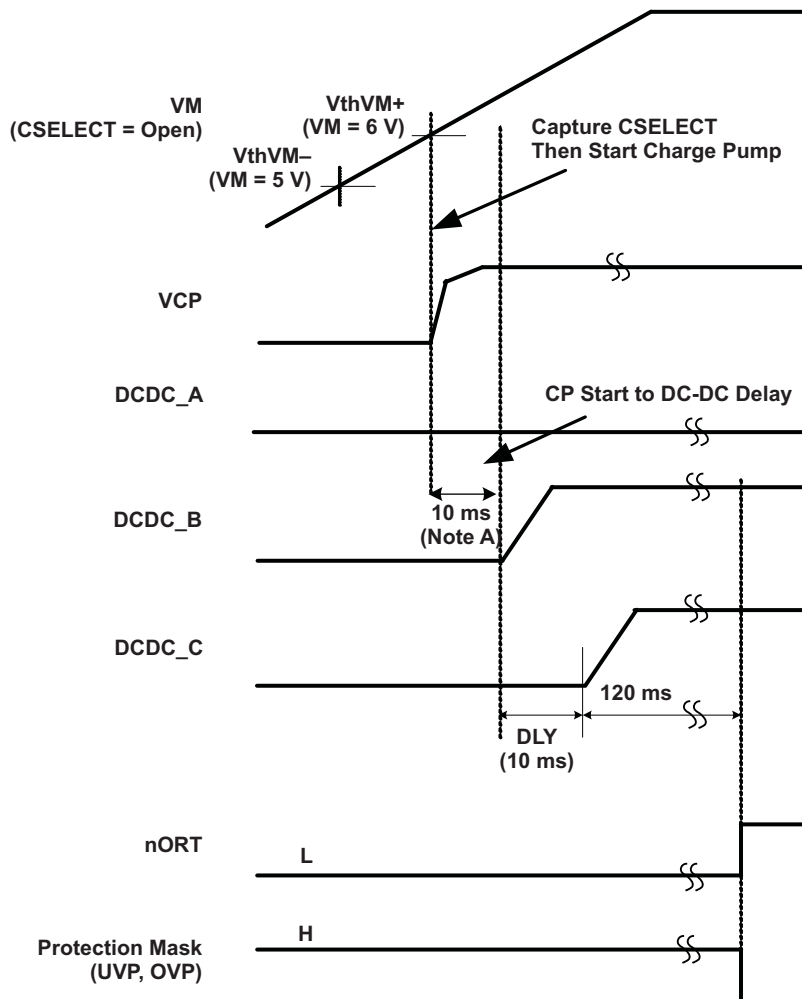 VM
(CSELECT = Open)
VthVM+
(VM = 6 V)
VthVM–
(VM = 5 V)
Capture CSELECT
Then Start Charge Pump
VCP
DCDC_A
CP Start to DC-DC Delay
DCDC_B
10 ms
(Note A)
DCDC_C
120 ms
DLY
(10 ms)
nORT
L
Protection Mask
(UVP, OVP)
H